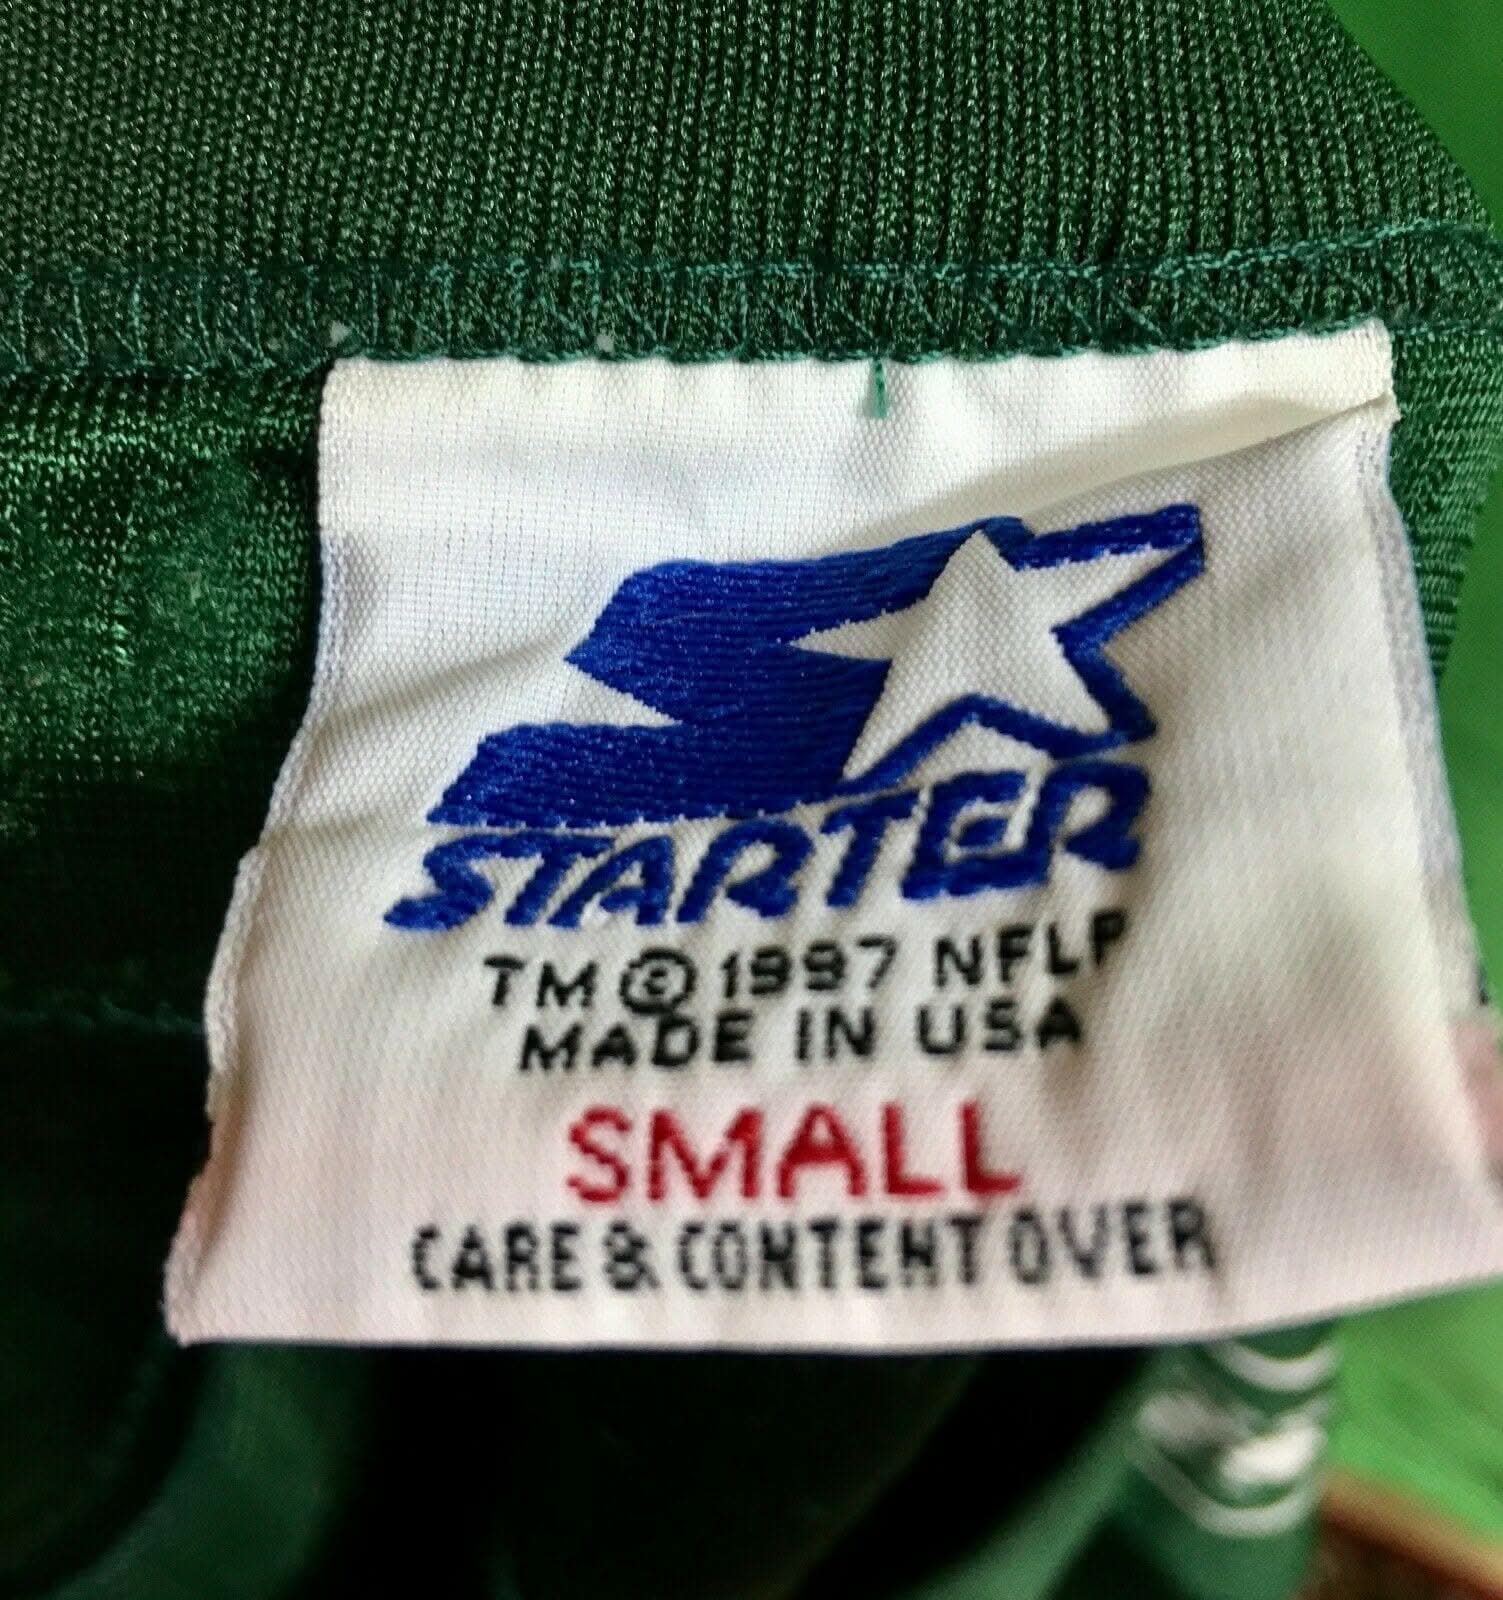 STARTER
TM © 1997 NFLP
MADE IN USA
SMALL
CARE & CONTENT OVER